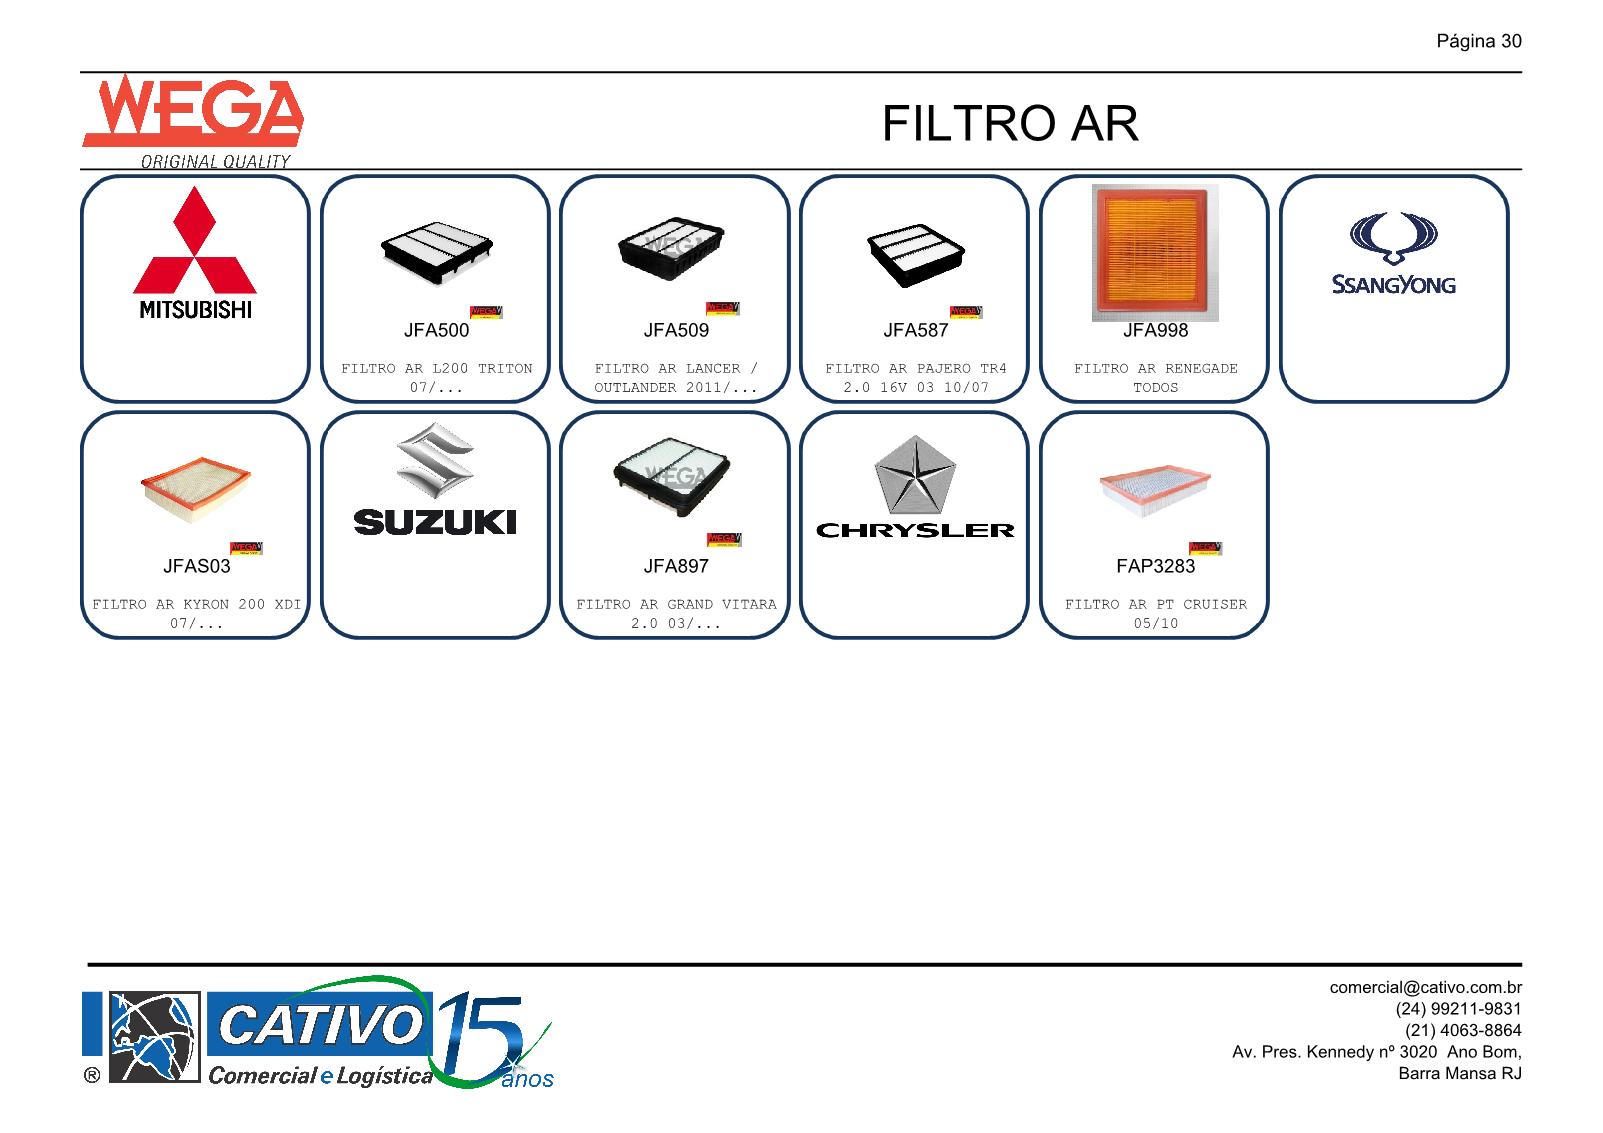 Página 30
WEGA
ORIGINAL QUALITY
FILTRO AR
MITSUBISHI
WEGA
JFA500
FILTRO AR L200 TRITON
07/...
WEGA
WEGA
JFA509
FILTRO AR LANCER /
OUTLANDER 2011/...
WEGA
JFA587
FILTRO AR PAJERO TR4
2.0 16V 03 10/07
JFA998
FILTRO AR RENEGADE
TODOS
SSANGYONG
WEGA
JFAS03
FILTRO AR KYRON 200 XDI
07/...
SUZUKI
WEGA
WEGA
JFA897
FILTRO AR GRAND VITARA
2.0 03/...
CHRYSLER
WEGA
FAP3283
FILTRO AR PT CRUISER
05/10
CATIVO 15
® Comercial e Logística anos
comercial@cativo.com.br
(24) 99211-9831
(21) 4063-8864
Av. Pres. Kennedy nº 3020 Ano Bom,
Barra Mansa RJ